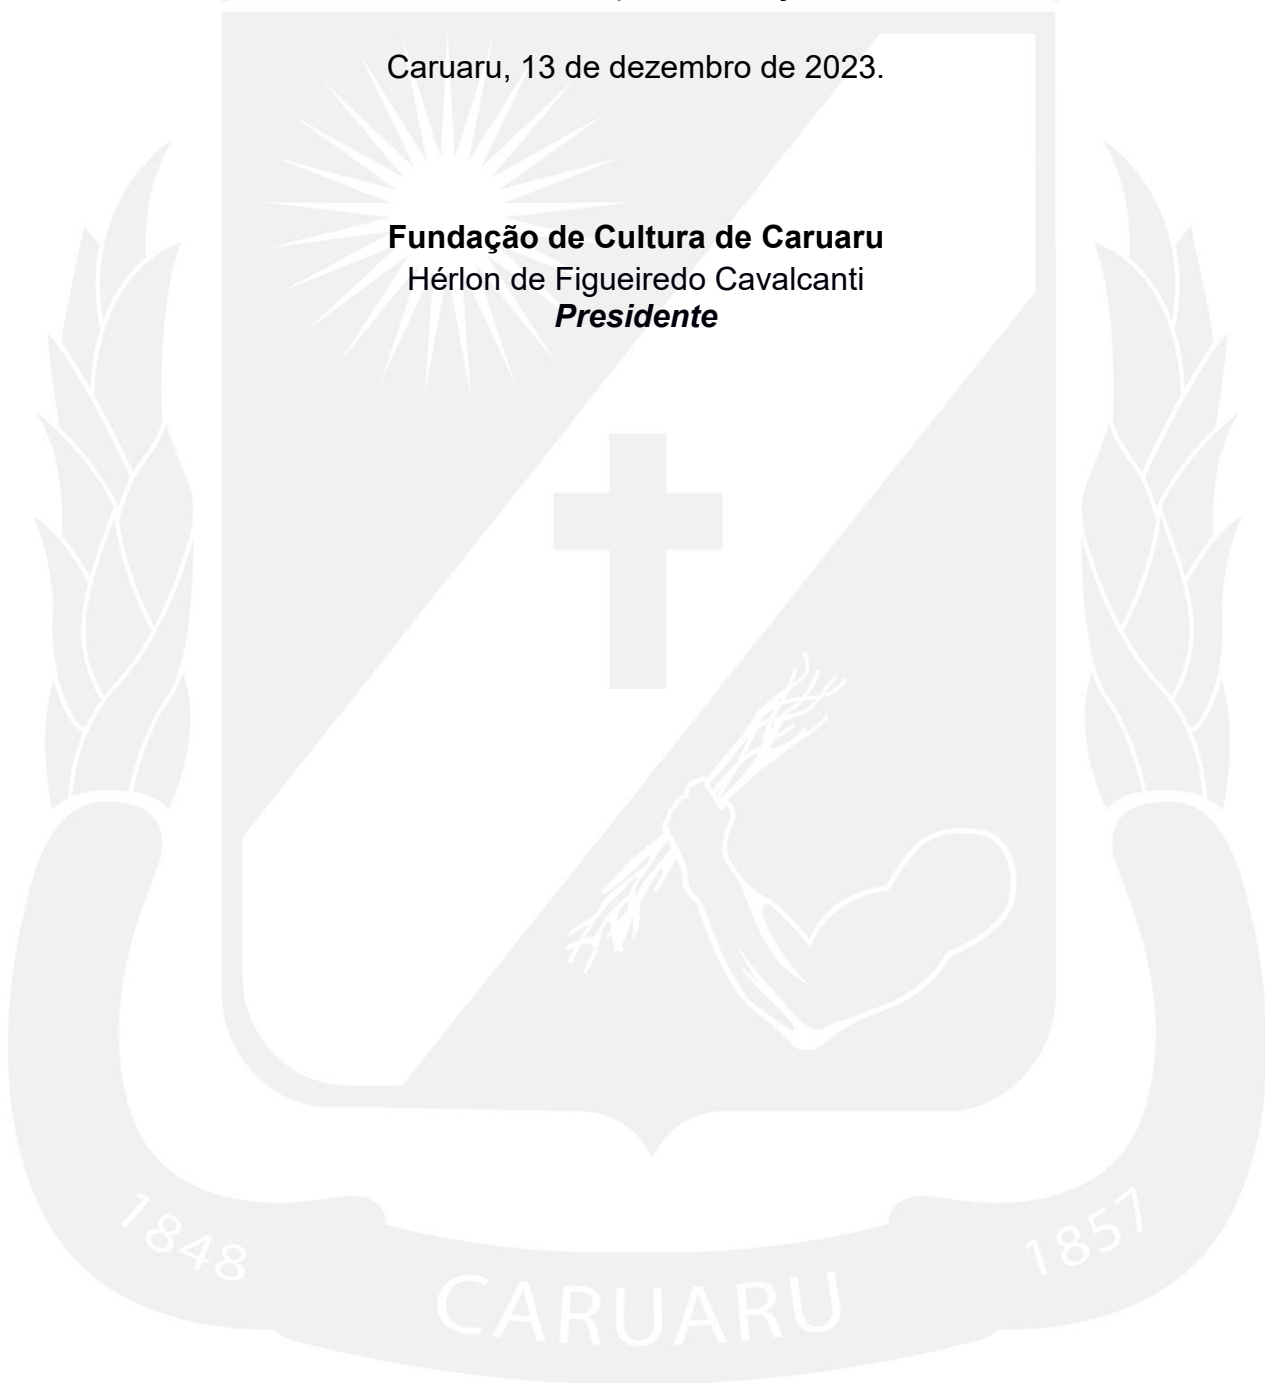 Caruaru, 13 de dezembro de 2023.
Fundação de Cultura de Caruaru
Hérlon de Figueiredo Cavalcanti
Presidente
1848
CARUARU
1857